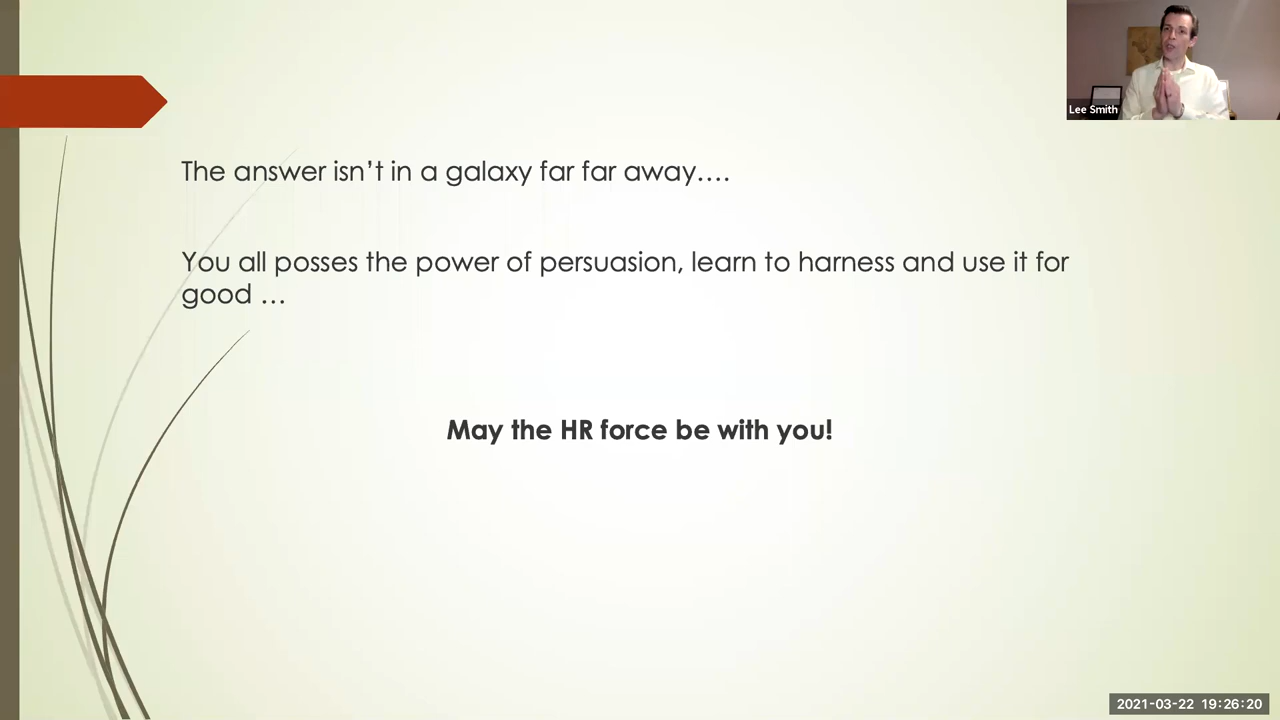 Lee Smith
The answer isn’t in a galaxy far far away….
You all posses the power of persuasion, learn to harness and use it for
good …
May the HR force be with you!
2021-03-22 19:26:20